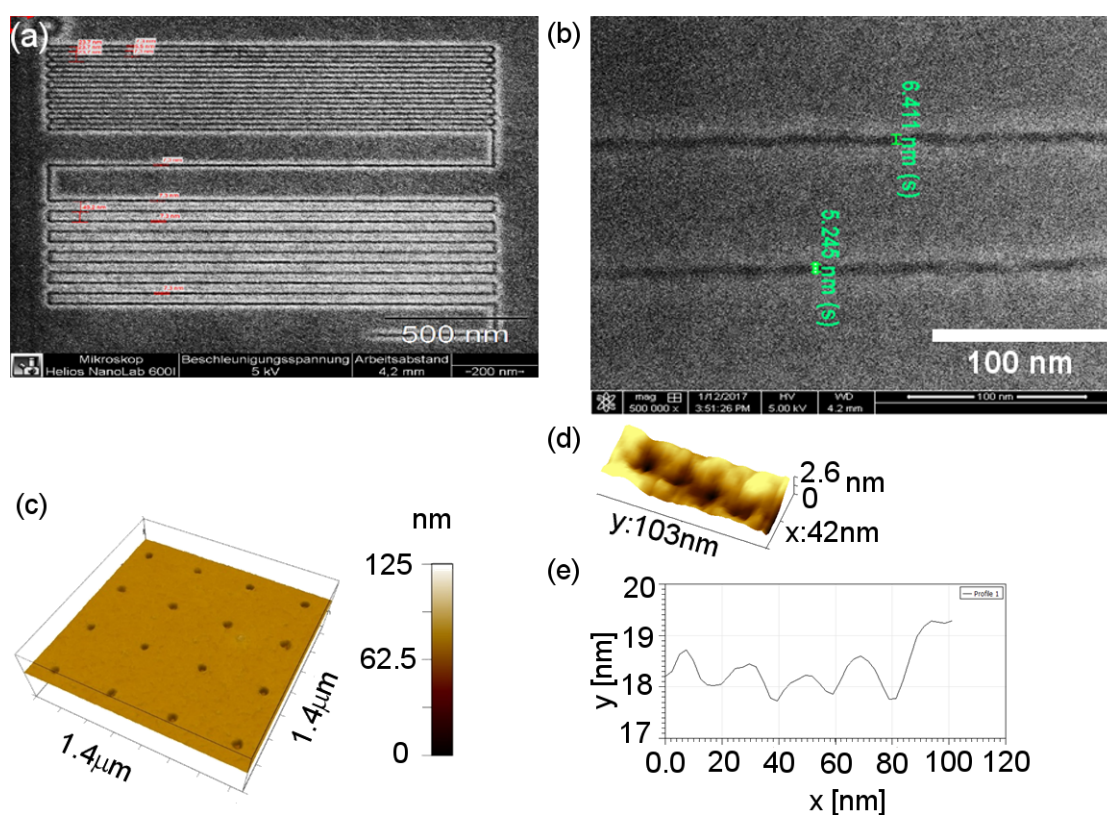 (a)
500 nm
Mikroskop
Helios NanoLab 600I
Beschleunigungsspannung
5 kV
Arbeitsabstand
4,2 mm
200 nm
(b)
6.411 nm (s)
5.245 nm (s)
100 nm
mag
500 000 x
1/12/2017
3:51:26 PM
HV
5.00 kV
WD
4.2 mm
100 nm
(c)
nm
125
62.5
0
1.4μm
1.4μm
(d)
2.6 nm
0
x:42nm
y:103nm
(e)
Profile 1
20
19
18
17
y [nm]
0.0 20 40 60 80 100 120
x [nm]